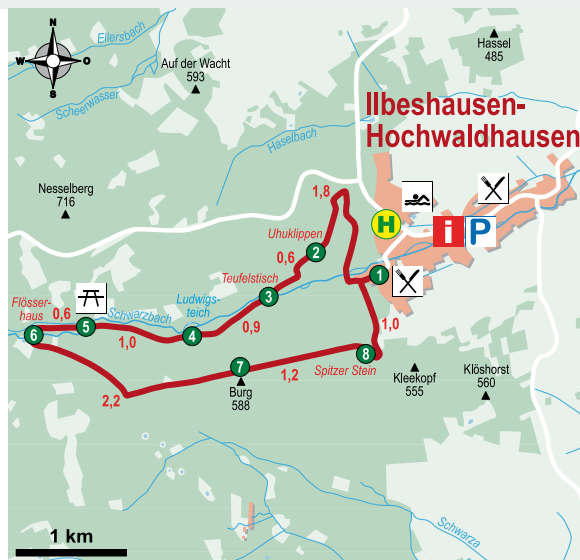 N
W
O
S
Ellersbach
Scheerwasser
Auf der Wacht
593
Hassel
485
Haselbach
Ilbeshausen-
Hochwaldhausen
Nesselberg
716
1,8
H
i
P
Uhuklippen
2
0,6
Teufelstisch
3
1
Flösser-
haus
0,6
5
6
Schwarzbach
Ludwigs-
teich
4
0,9
1,0
1,0
8
Spitzer Stein
7
1,2
Burg
588
2,2
Kleekopf
555
Klöshorst
560
Schwarza
1 km